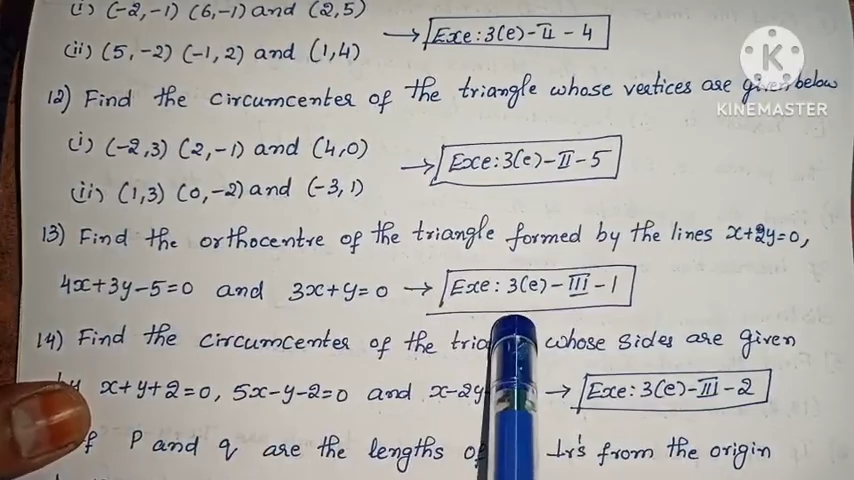 (i) (-2,-1) (6,-1) and (2,5)
(ii) (5,-2) (-1,2) and (1,4) → Exe: 3(e)-II-4
12) Find the circumcenter of the triangle whose vertices are given below
KINEMASTER
(i) (-2,3) (2,-1) and (4,0)
(ii) (1,3) (0,-2) and (-3,1) → Exe: 3(e)-II-5
13) Find the orthocentre of the triangle formed by the lines x+2y=0,
4x+3y-5=0 and 3x+y=0 → Exe: 3(e)-III-1
14) Find the circumcenter of the whose sides are given
x+y+2=0, 5x-y-2=0 and x-2y → Exe: 3(e)-III-2
P and q are the lengths ⊥r's from the origin